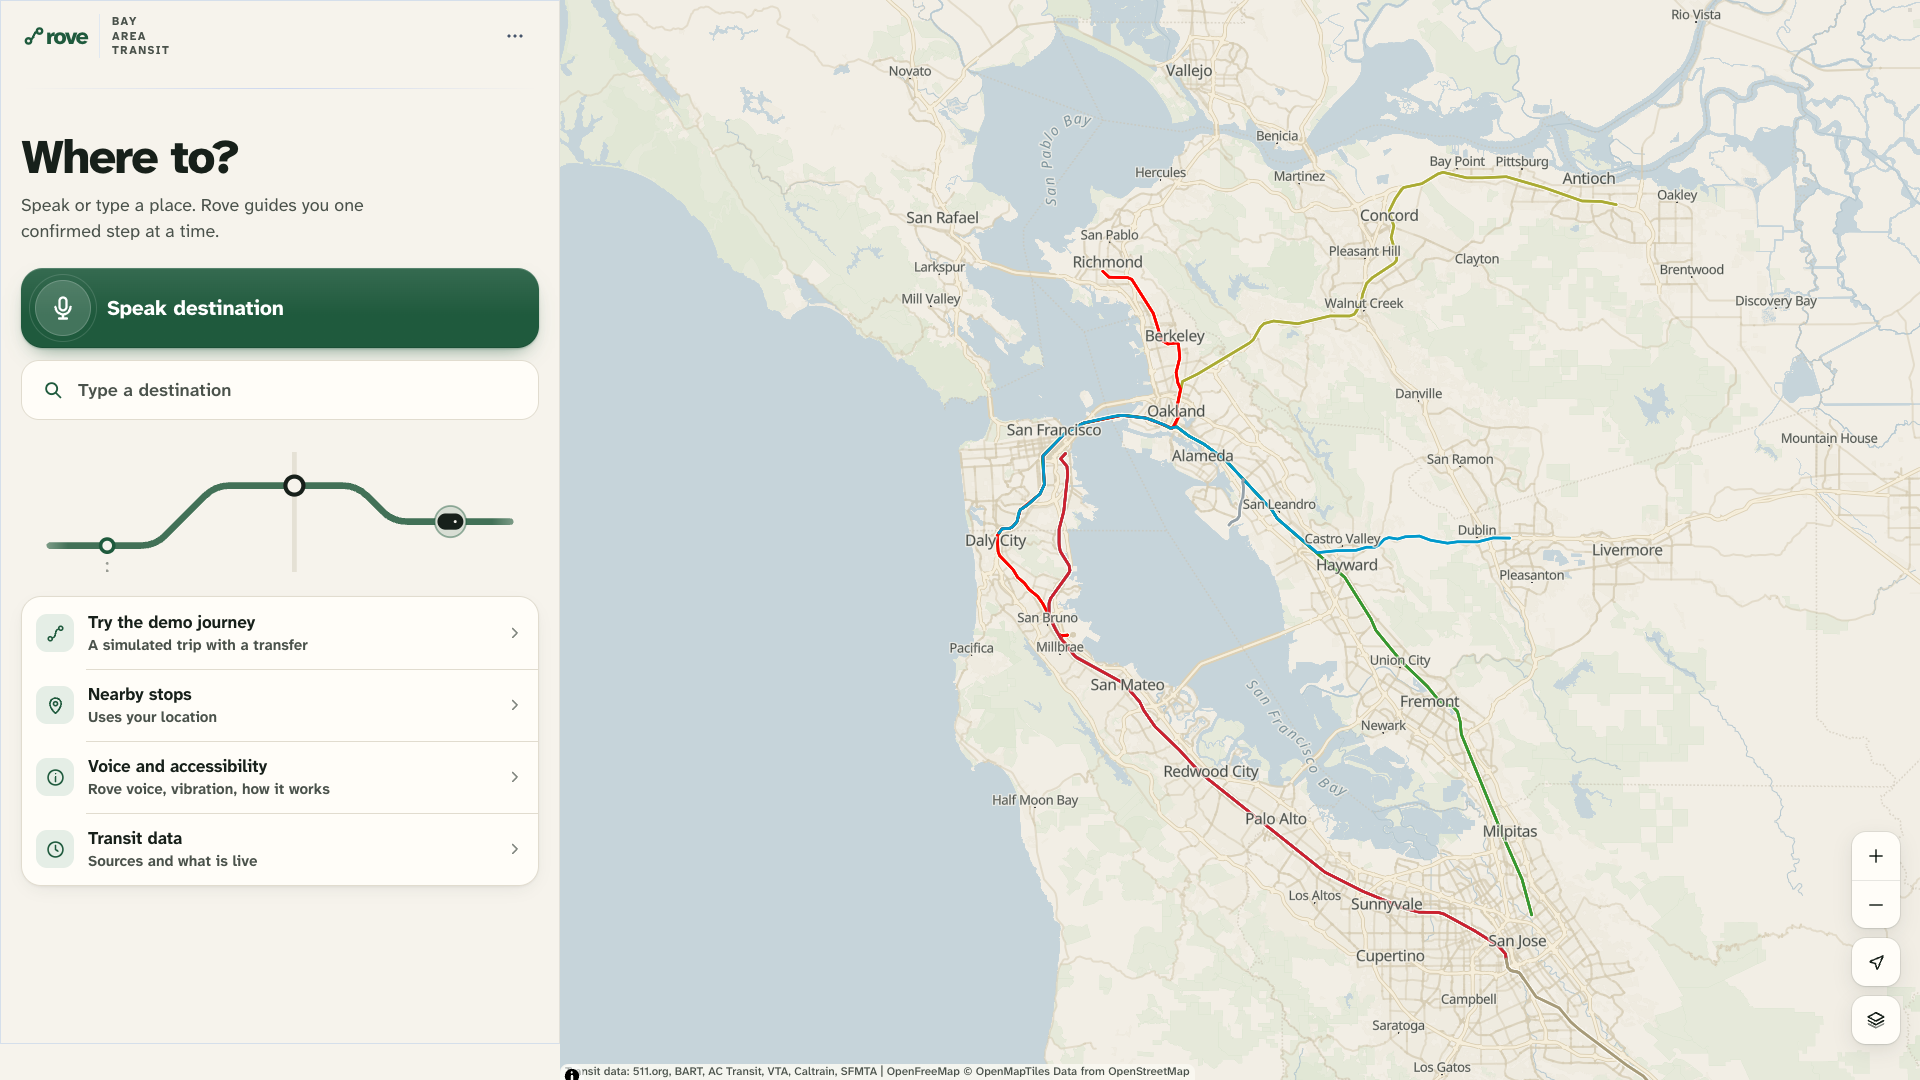 rove
BAY
AREA
TRANSIT
Where to?
Speak or type a place. Rove guides you one
confirmed step at a time.
Speak destination
Type a destination
Try the demo journey
A simulated trip with a transfer
Nearby stops
Uses your location
Voice and accessibility
Rove voice, vibration, how it works
Transit data
Sources and what is live
Rio Vista
Novato
Vallejo
San Pablo Bay
Benicia
Hercules
Martinez
Bay Point
Pittsburg
Antioch
Oakley
San Rafael
Concord
San Pablo
Pleasant Hill
Richmond
Clayton
Larkspur
Brentwood
Mill Valley
Walnut Creek
Discovery Bay
Berkeley
Danville
Oakland
San Francisco
Mountain House
Alameda
San Ramon
San Leandro
Dublin
Daly City
Castro Valley
Livermore
Hayward
Pleasanton
San Bruno
Pacifica
Millbrae
Union City
San Mateo
San Francisco Bay
Fremont
Newark
Redwood City
Half Moon Bay
Palo Alto
Milpitas
Los Altos
Sunnyvale
San Jose
Cupertino
Campbell
Saratoga
Los Gatos
nsit data: 511.org, BART, AC Transit, VTA, Caltrain, SFMTA | OpenFreeMap © OpenMapTiles Data from OpenStreetMap